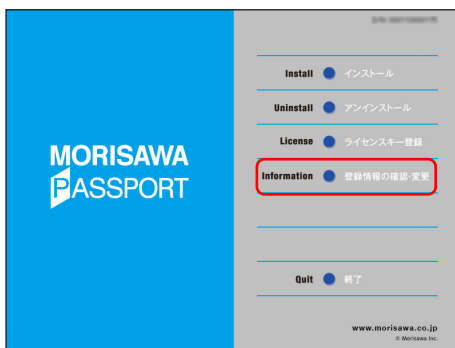 Install インストール
Uninstall アンインストール
License ライセンスキー登録
MORISAWA
PASSPORT
Information 登録情報の確認・変更
Quit 終了
www.morisawa.co.jp
© Morisawa Inc.